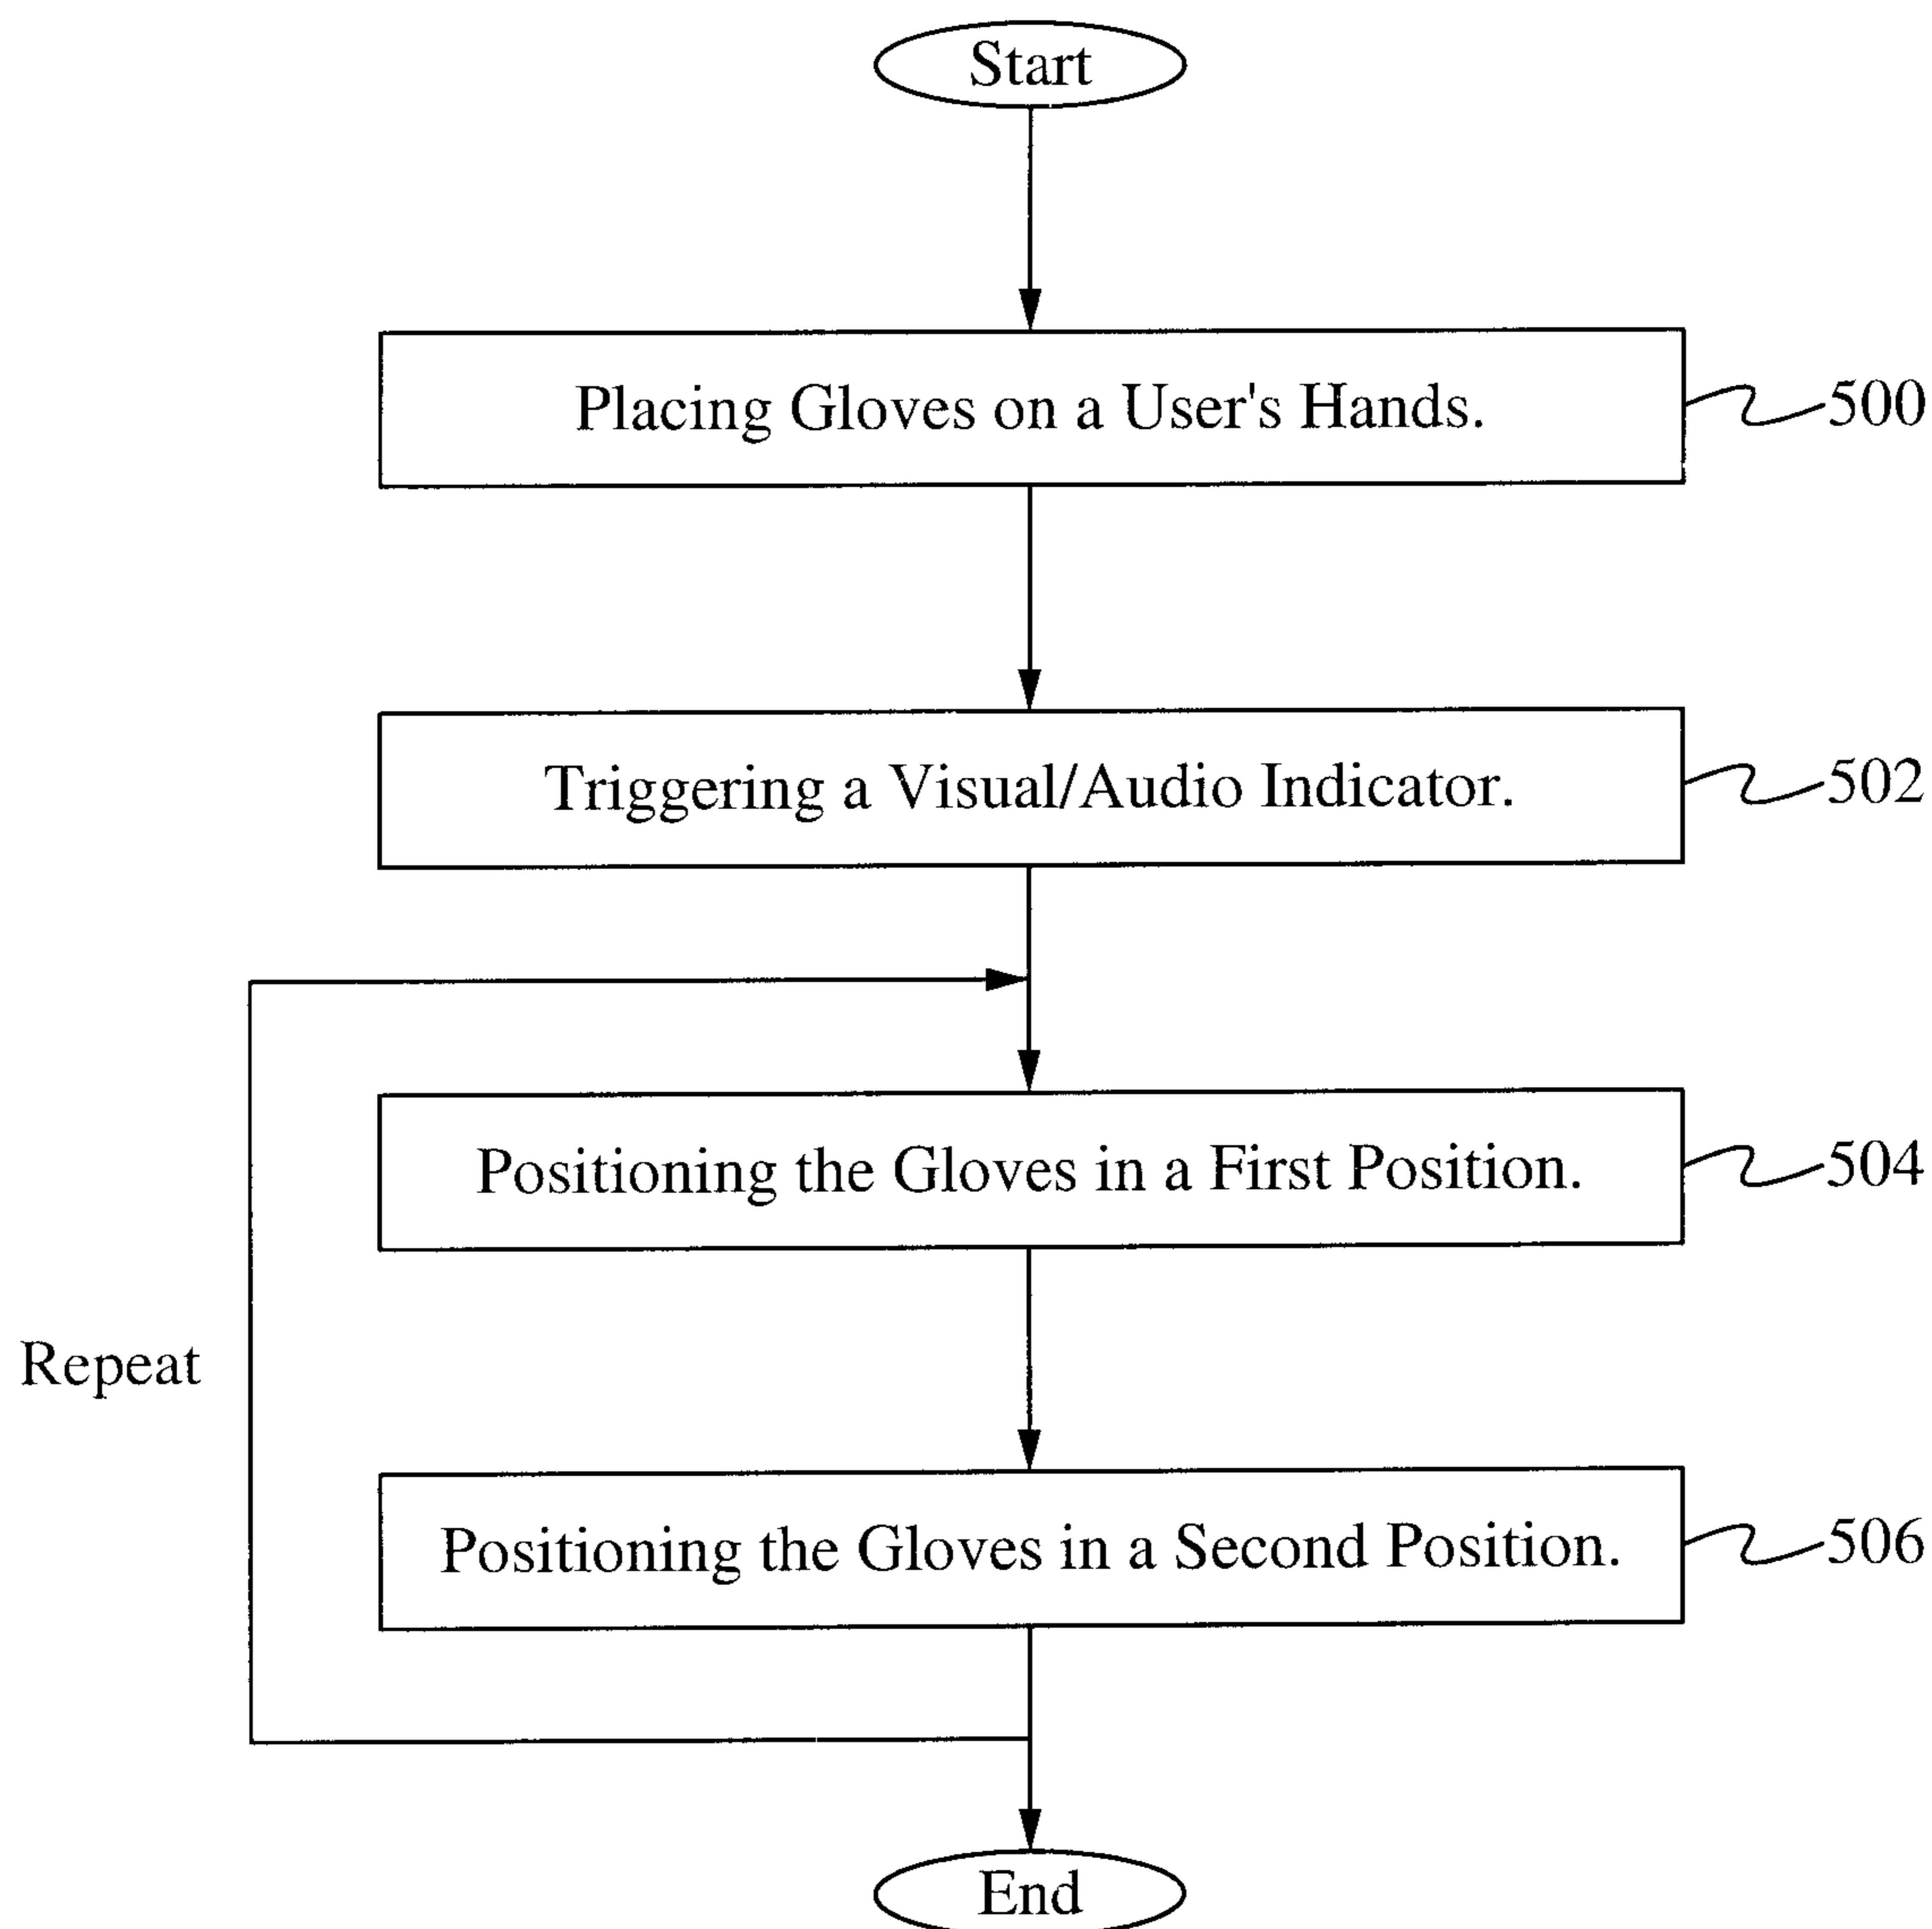 Start
Placing Gloves on a User's Hands.
500
Triggering a Visual/Audio Indicator.
502
Positioning the Gloves in a First Position.
504
Repeat
Positioning the Gloves in a Second Position.
506
End